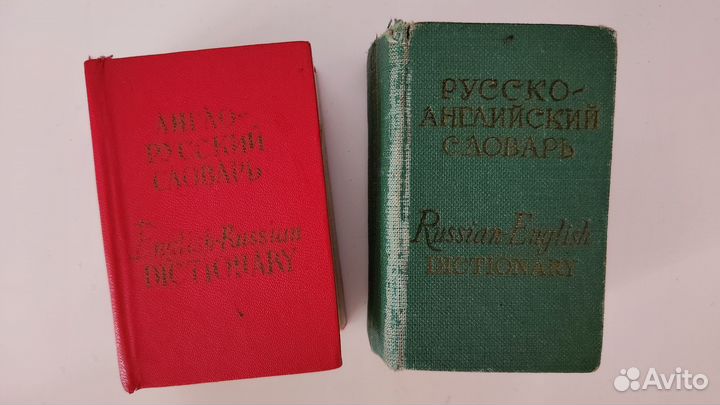 АНГЛО-
РУССКИЙ
СЛОВАРЬ
English-Russian
DICTIONARY
РУССКО-
АНГЛИЙСКИЙ
СЛОВАРЬ
Russian-English
DICTIONARY
Avito